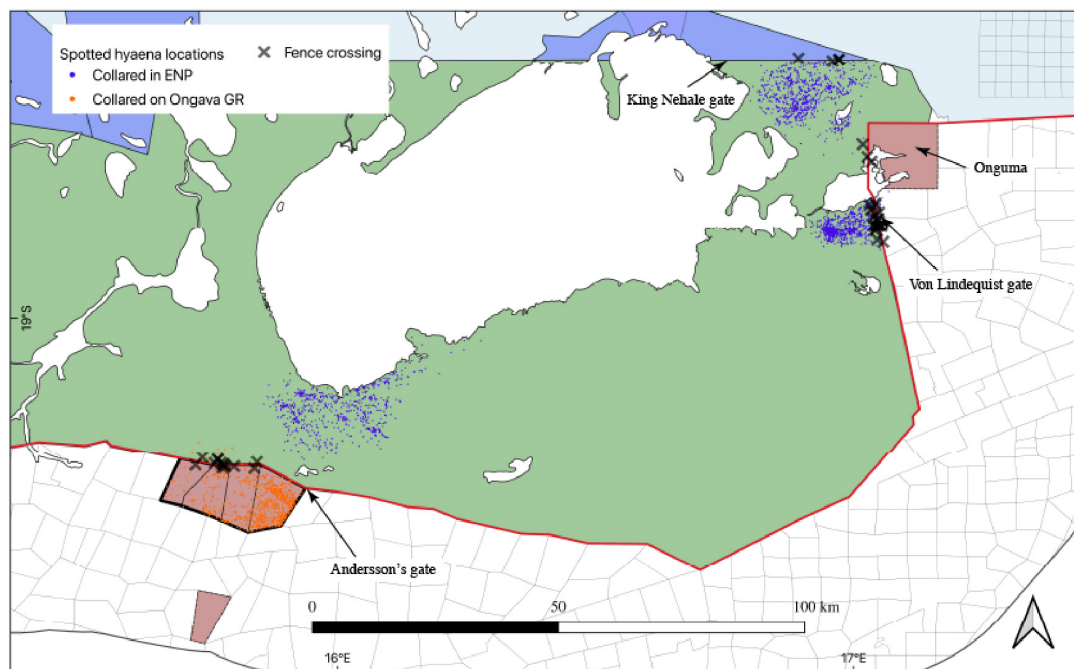 Spotted hyaena locations
Collared in ENP
Collared on Ongava GR
Fence crossing
King Nehale gate
Onguma
Von Lindequist gate
19°S
Andersson's gate
0
50
100 km
16°E
17°E